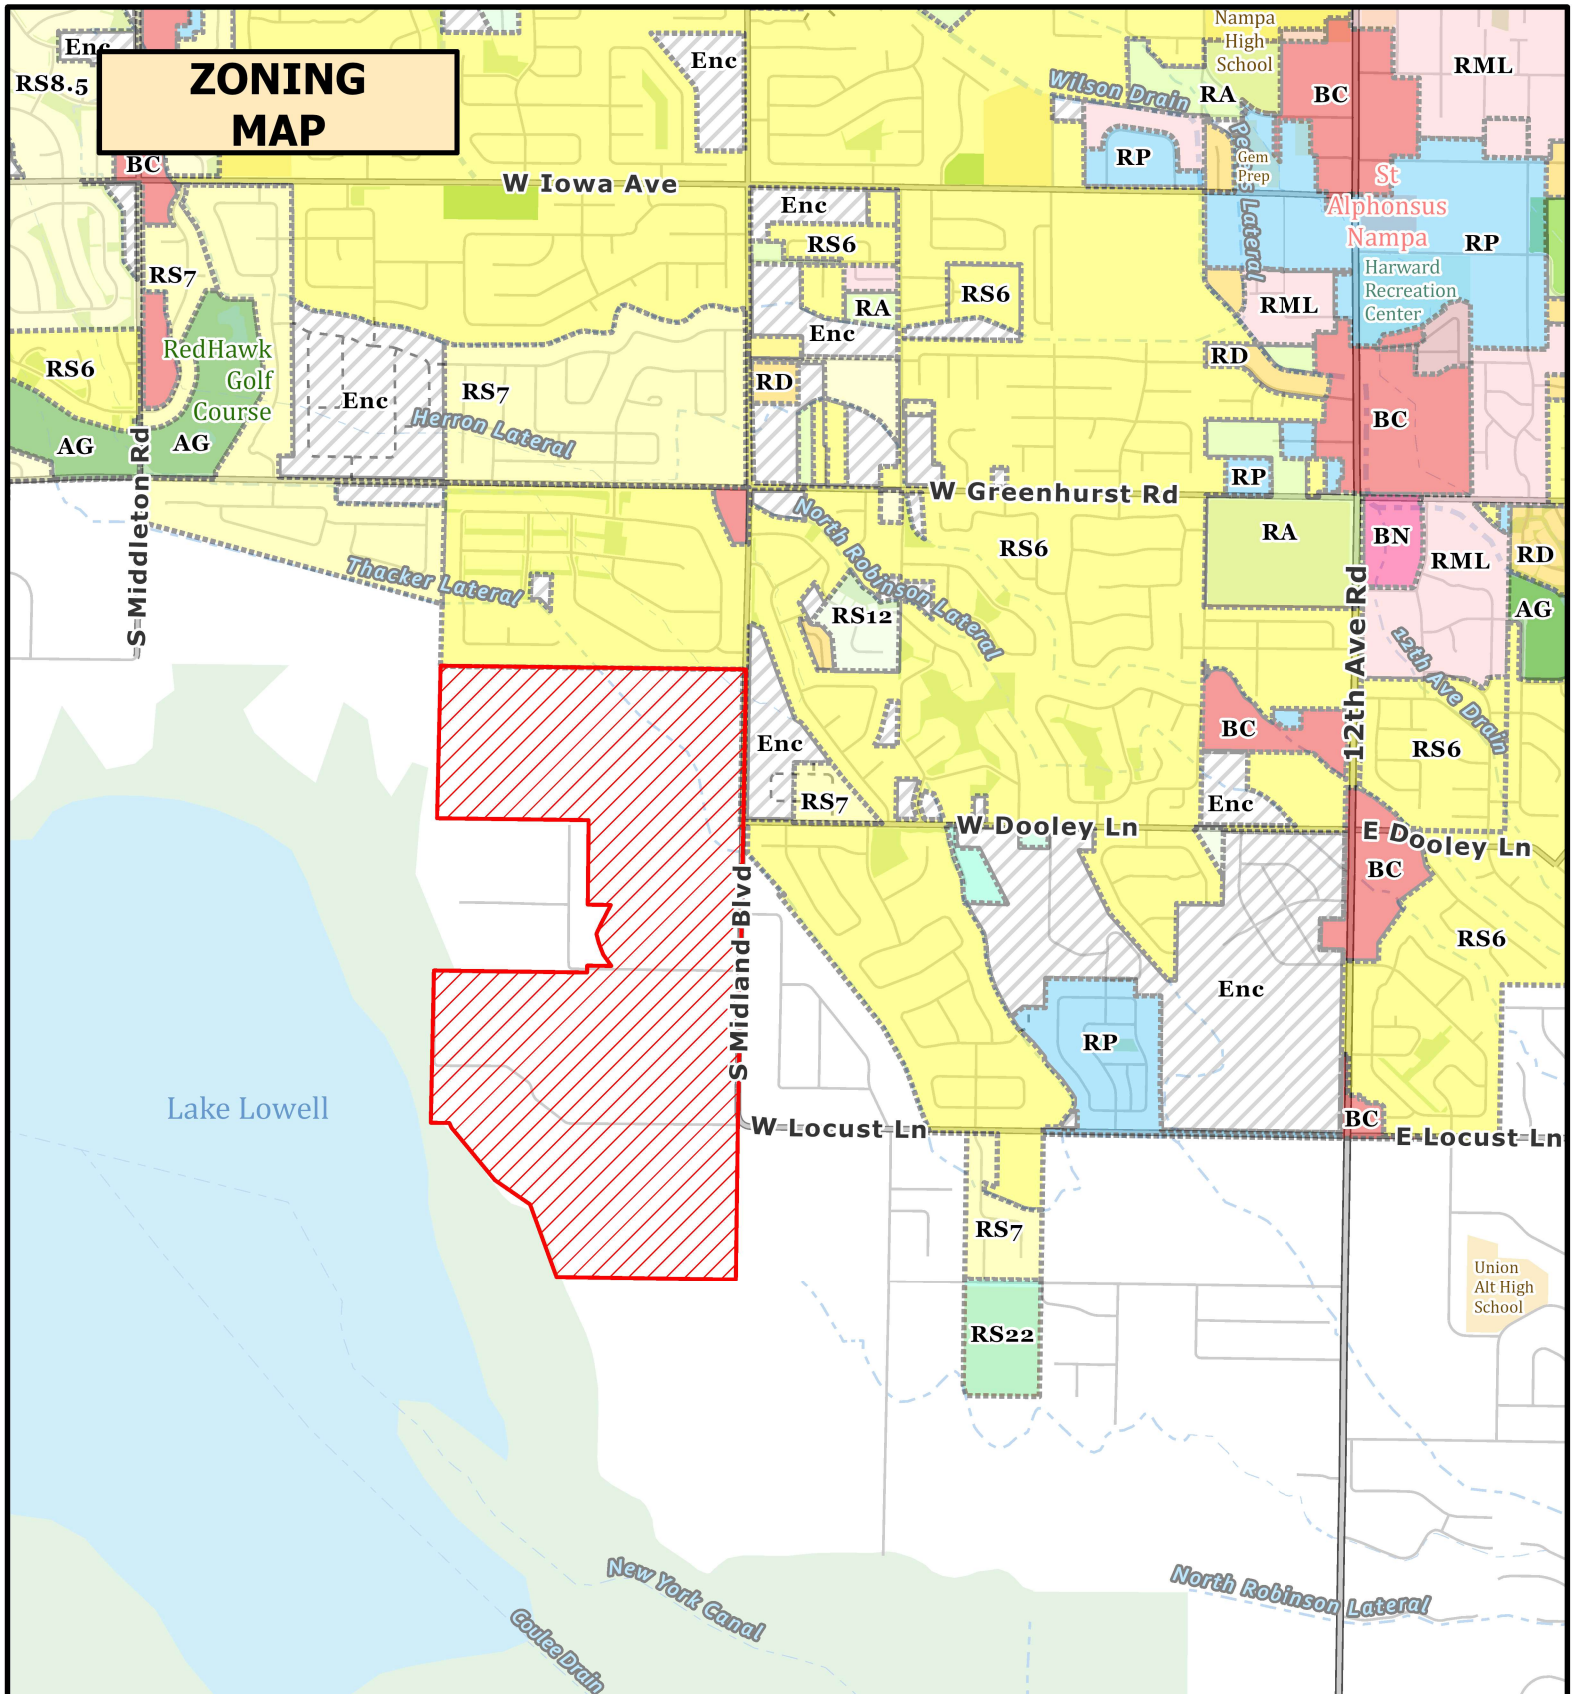 Nampa
High
School
Enc
Enc
RML
ZONING
MAP
RS8.5
Wilson Drain
RA
BC
RP
Gem
Prep
BC
W Iowa Ave
St
Alphonsus
Nampa
Enc
RS6
Lateral
RP
RS7
Harward
Recreation
Center
RS6
RA
RML
Enc
RedHawk
Golf
Course
RS6
RD
RD
Enc
RS7
Herron Lateral
BC
AG
AG
RP
W Greenhurst Rd
North Robinson Lateral
S Middleton Rd
RA
BN
RML
RD
RS6
Thacker Lateral
RS12
AG
12th Ave Rd
12th Ave Drain
Enc
BC
RS6
RS7
Enc
W Dooley Ln
E Dooley Ln
BC
S Midland Blvd
RS6
Enc
RP
Lake Lowell
W Locust Ln
BC
E Locust Ln
RS7
Union
Alt High
School
RS22
New York Canal
North Robinson Lateral
Coulee Drain